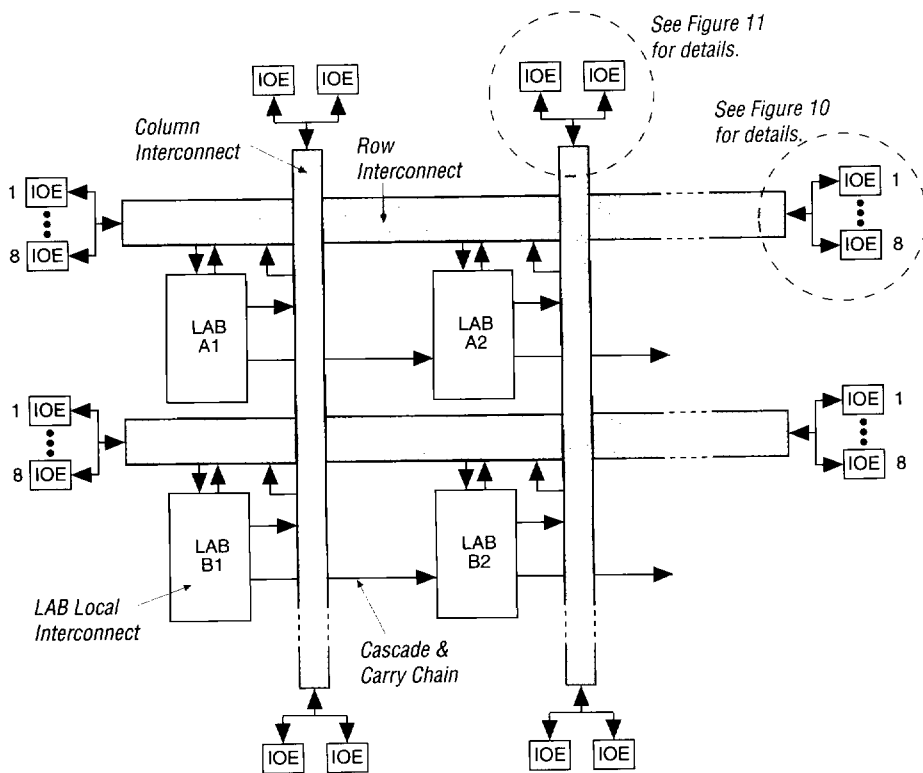 See Figure 11
for details.
IOE IOE IOE IOE
Column
Interconnect
Row
Interconnect
See Figure 10
for details.
1 IOE IOE 1
8 IOE IOE 8
LAB
A1
LAB
A2
1 IOE IOE 1
8 IOE IOE 8
LAB
B1
LAB
B2
LAB Local
Interconnect
Cascade &
Carry Chain
IOE IOE IOE IOE